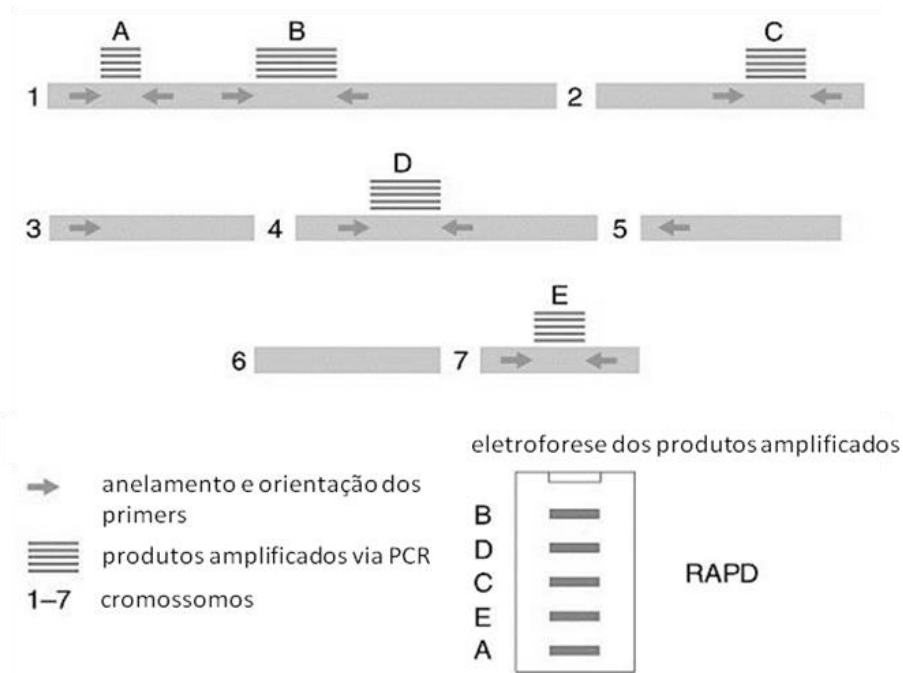 A B C
1 2
D
3 4 5
E
6 7
eletroforese dos produtos amplificados
anelamento e orientação dos
primers
produtos amplificados via PCR
1–7 cromossomos
B
D
C
E
A
RAPD